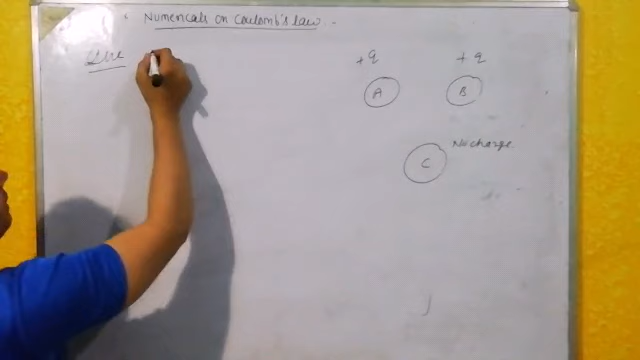 Numericals on Coulomb's law
+q +q
A B
No charge
C